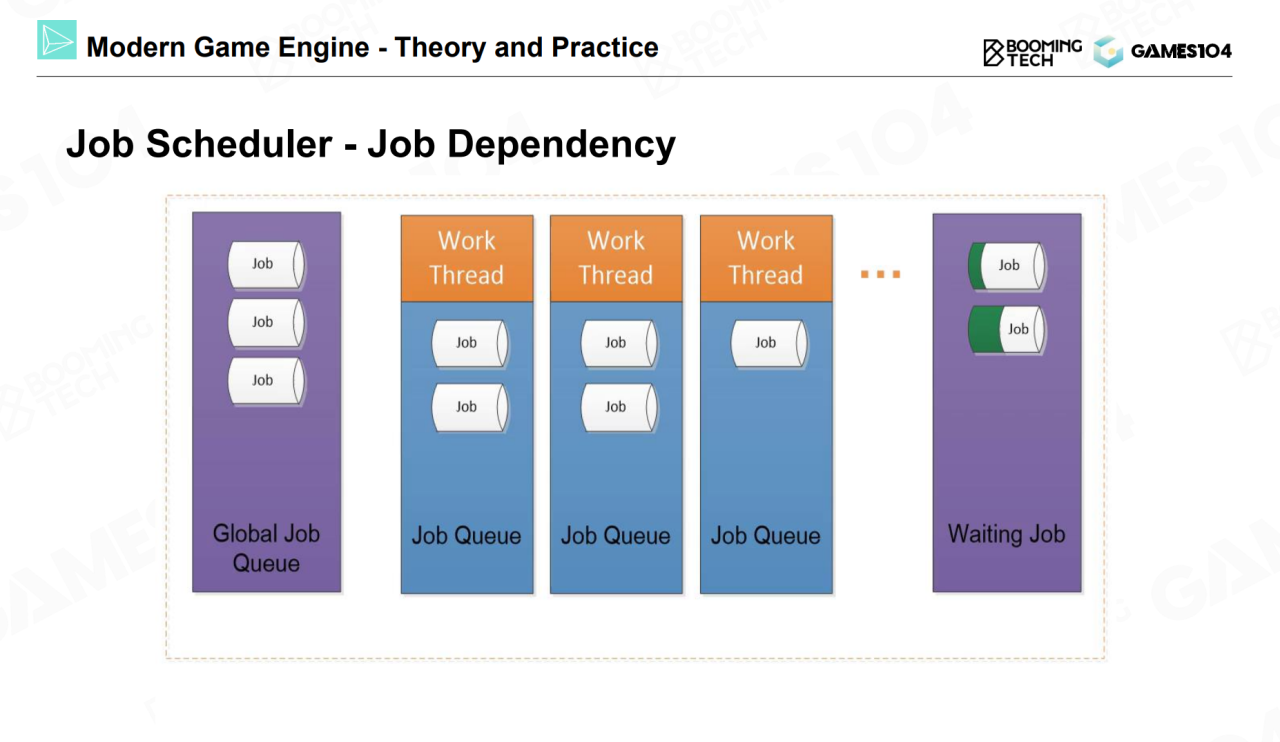 Modern Game Engine - Theory and Practice
BOOMING
TECH
GAMES104
Job Scheduler - Job Dependency
Job
Job
Job
Global Job
Queue
Work
Thread
Job
Job
Job Queue
Work
Thread
Job
Job
Job Queue
Work
Thread
Job
Job Queue
Job
Job
Waiting Job